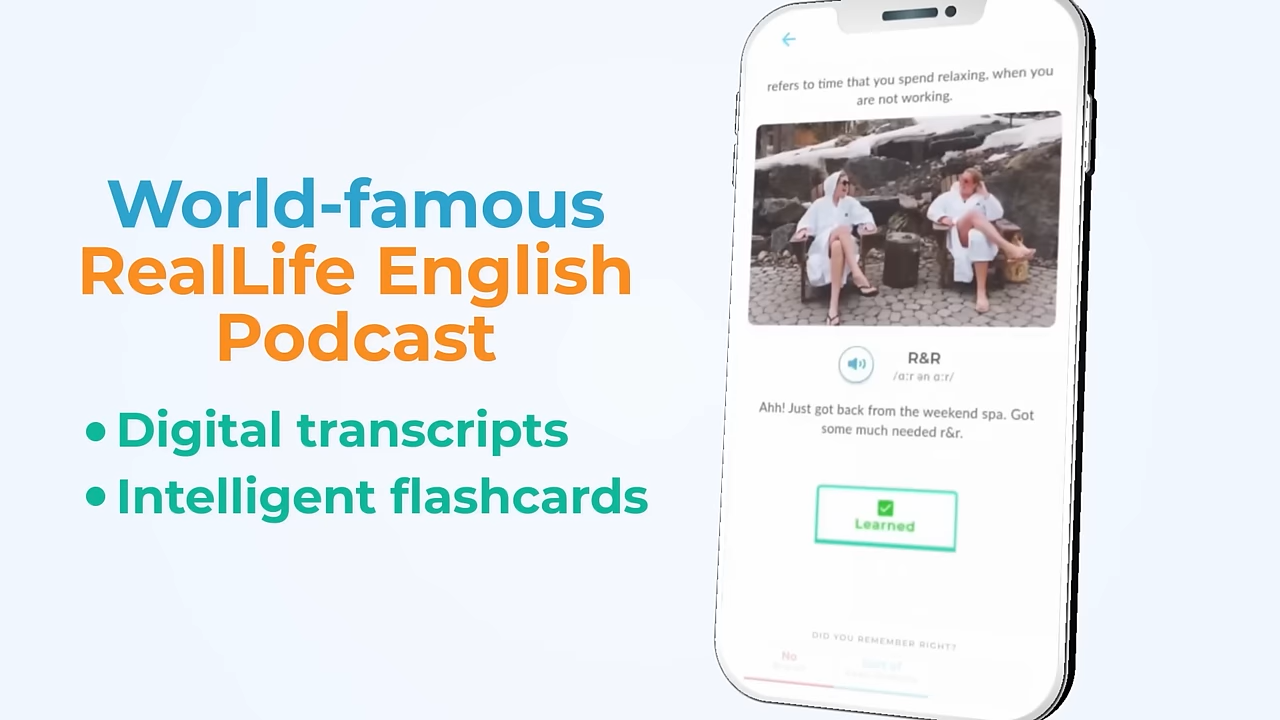 World-famous
RealLife English
Podcast
• Digital transcripts
• Intelligent flashcards
refers to time that you spend relaxing, when you
are not working.
R&R
/ɑːr ən ɑːr/
Ahh! Just got back from the weekend spa. Got
some much needed r&r.
Learned
DID YOU REMEMBER RIGHT?
No
Sort of